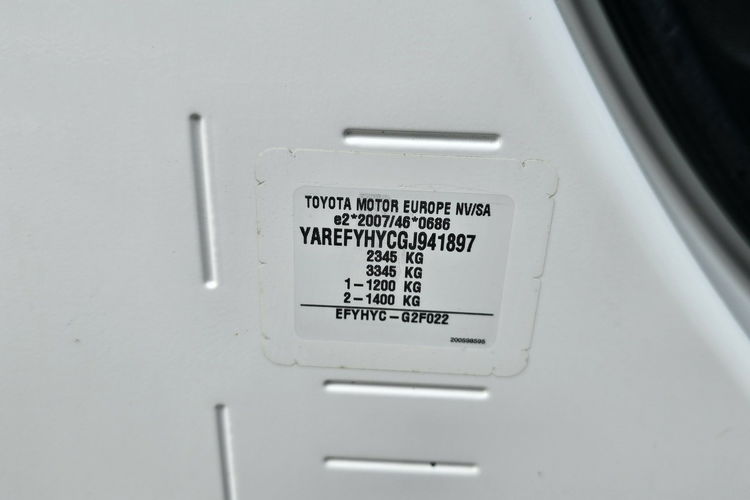 TOYOTA MOTOR EUROPE NV/SA
e2*2007/46*0686
YAREFYHYCGJ941897
2345 KG
3345 KG
1-1200 KG
2-1400 KG
EFYHYC-G2F022
200598595